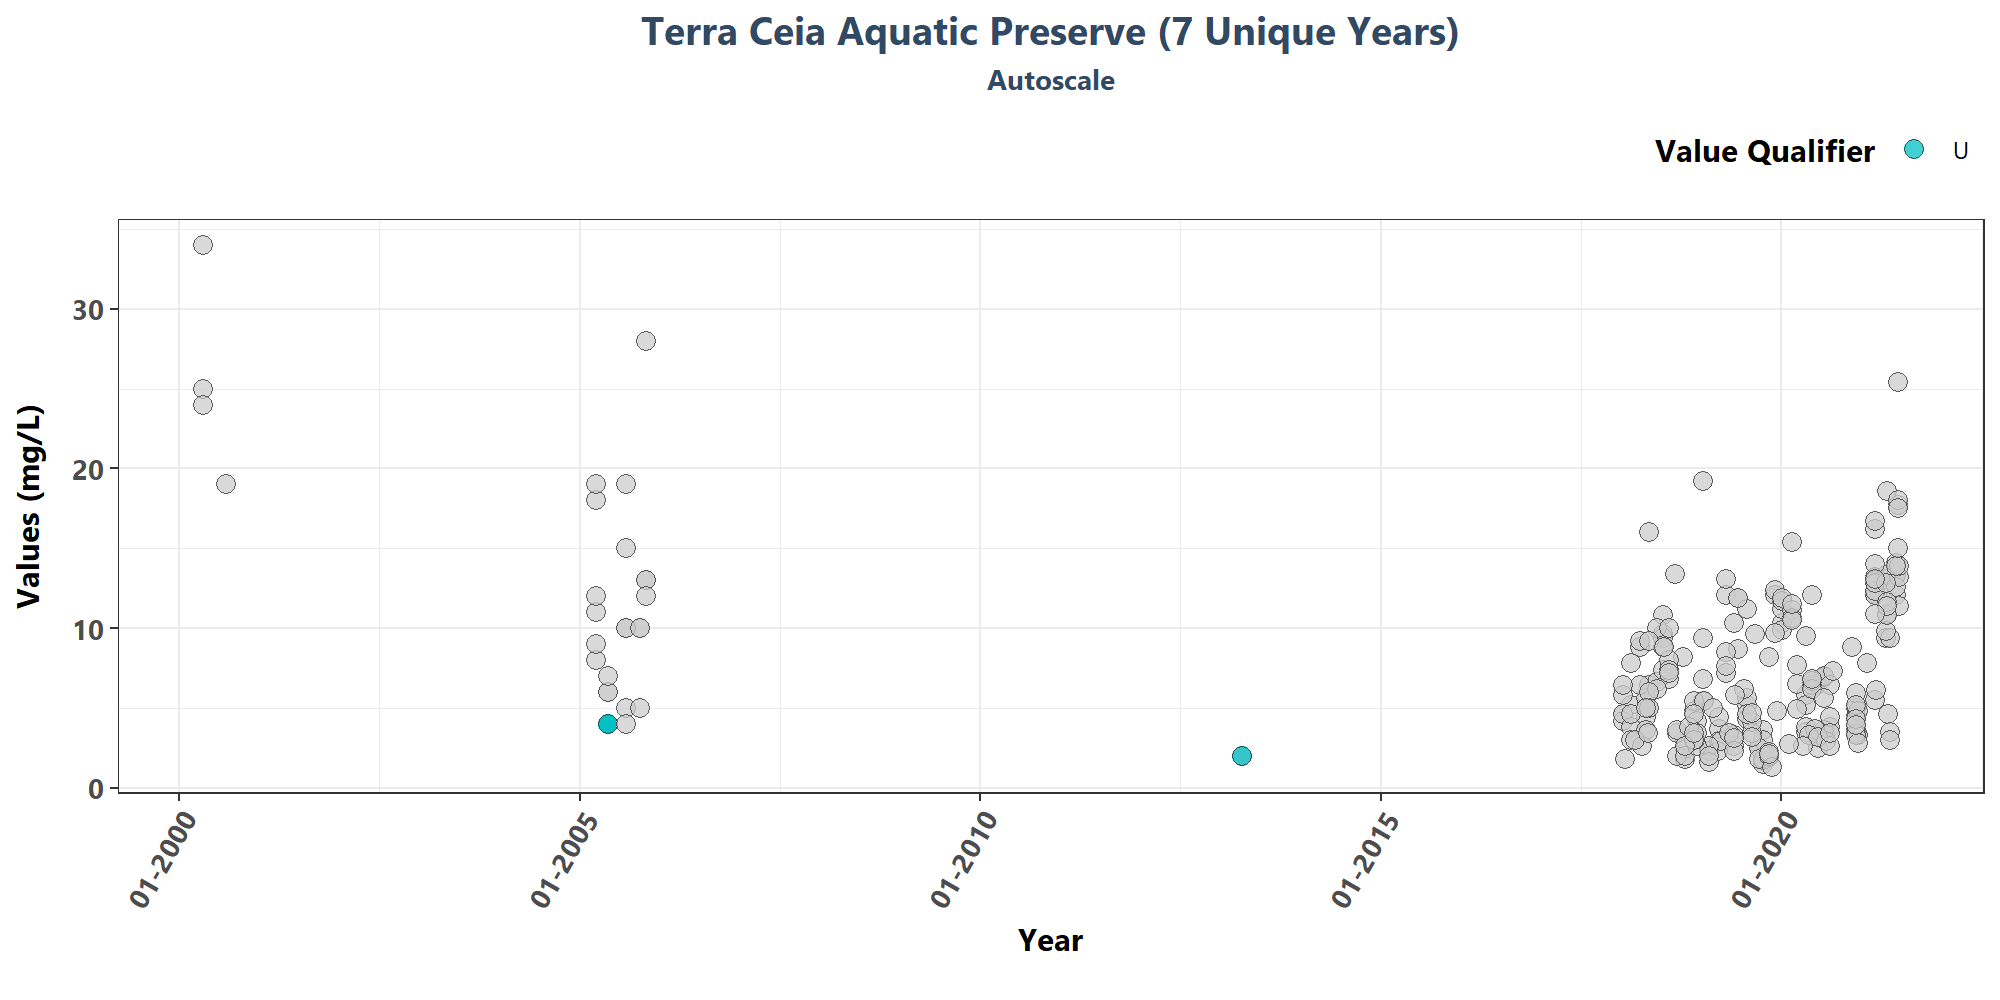 Terra Ceia Aquatic Preserve (7 Unique Years)
Autoscale
Value Qualifier U
Values (mg/L)
30
20
10
0
01-2000 01-2005 01-2010 01-2015 01-2020
Year